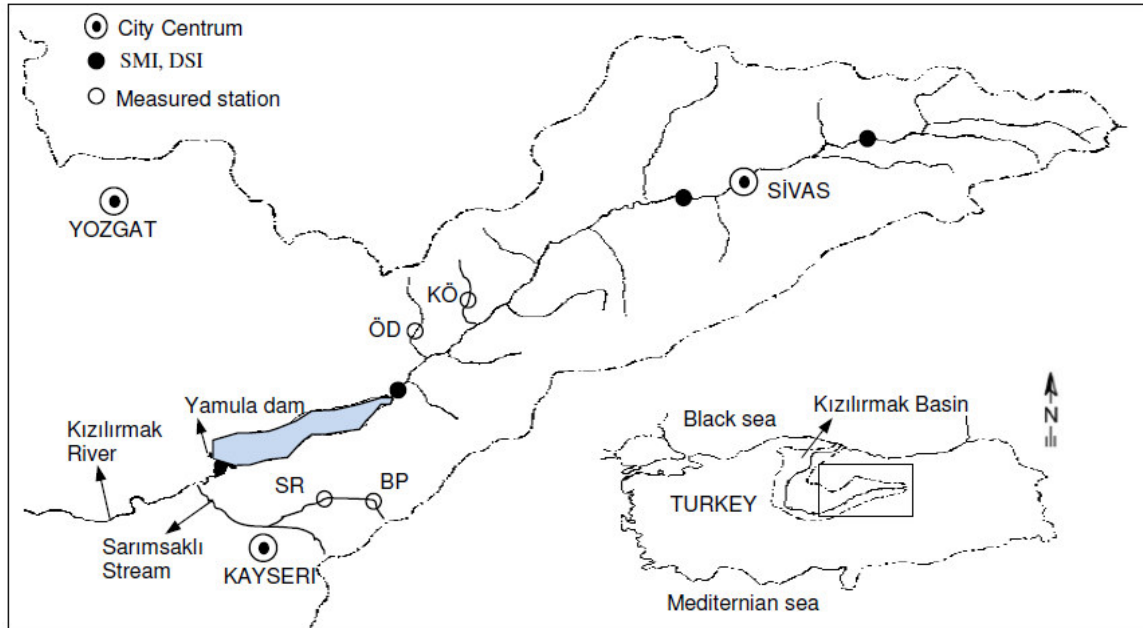 City Centrum
SMI, DSI
Measured station
YOZGAT
SİVAS
KÖ
ÖD
Yamula dam
Kızılırmak
River
SR
BP
Sarımsaklı
Stream
KAYSERI
Black sea
Kızılırmak Basin
TURKEY
Mediternian sea
N